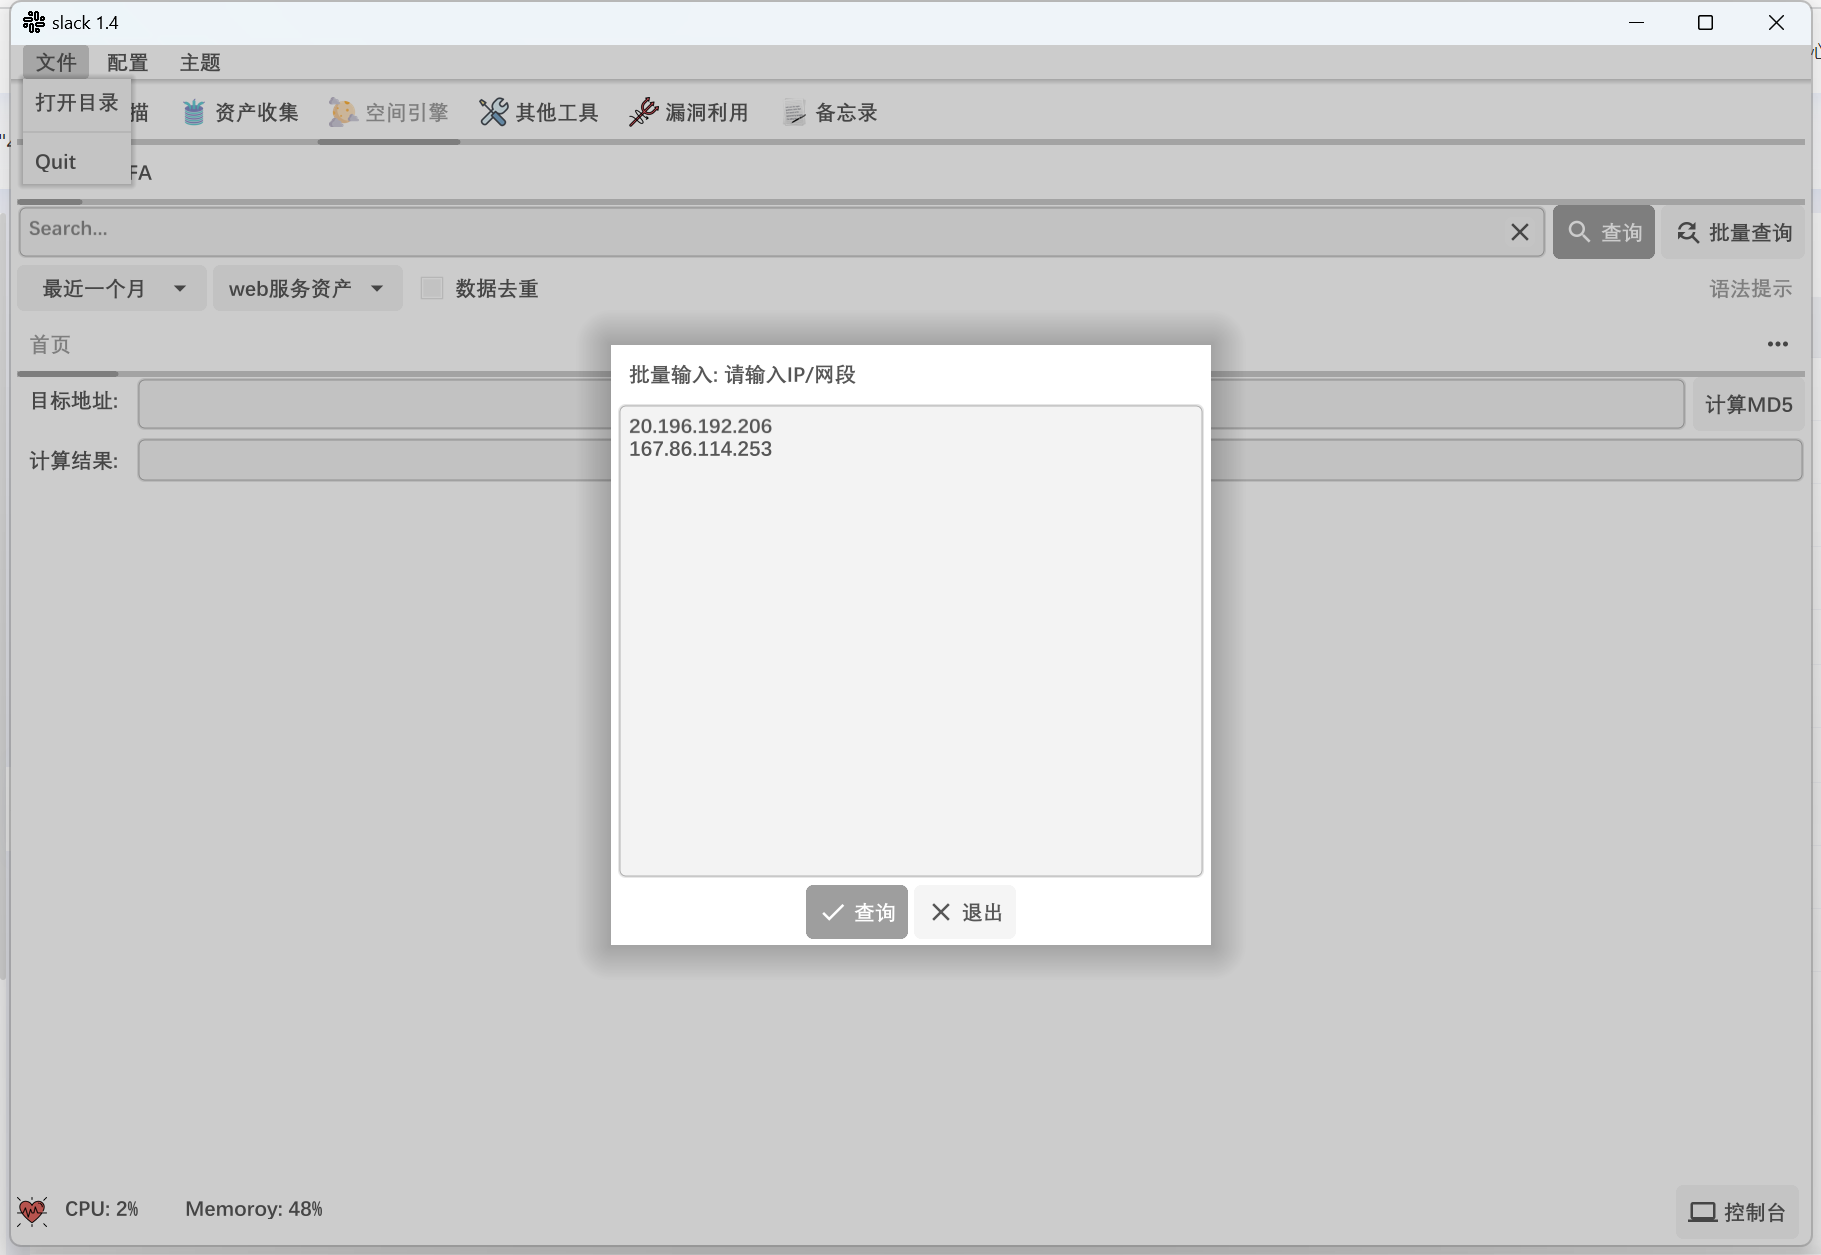 slack 1.4
文件 配置 主题
打开目录
描 资产收集 空间引擎 其他工具 漏洞利用 备忘录
Quit
FA
Search...
查询 批量查询
最近一个月 web服务资产 数据去重 语法提示
首页
批量输入: 请输入IP/网段
目标地址: 计算MD5
20.196.192.206
167.86.114.253
计算结果:
查询 退出
CPU: 2% Memoroy: 48%
控制台